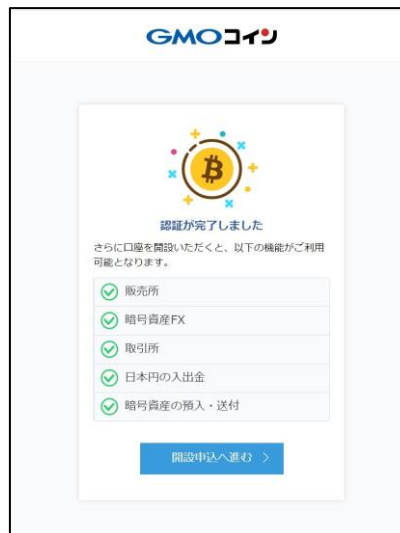 GMOコイン
認証が完了しました
さらに口座を開設いただくと、以下の機能がご利用
可能となります。
販売所
暗号資産FX
取引所
日本円の入出金
暗号資産の預入・送付
開設申込へ進む